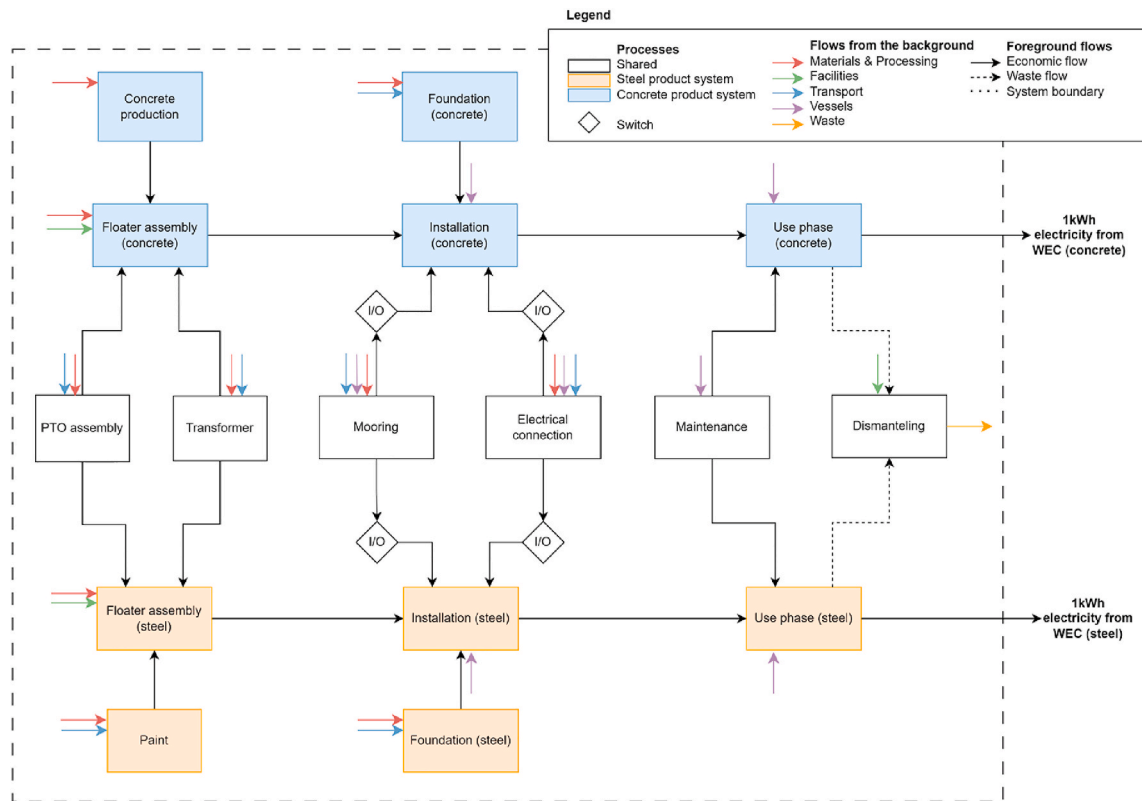 Legend
Processes
Shared
Steel product system
Concrete product system
Switch
Flows from the background
Materials & Processing
Facilities
Transport
Vessels
Waste
Foreground flows
Economic flow
Waste flow
System boundary
Concrete
production
Foundation
(concrete)
Floater assembly
(concrete)
Installation
(concrete)
Use phase
(concrete)
1kWh
electricity from
WEC (concrete)
I/O
I/O
PTO assembly
Transformer
Mooring
Electrical
connection
Maintenance
Dismanteling
I/O
I/O
Floater assembly
(steel)
Installation (steel)
Use phase (steel)
1kWh
electricity from
WEC (steel)
Paint
Foundation (steel)